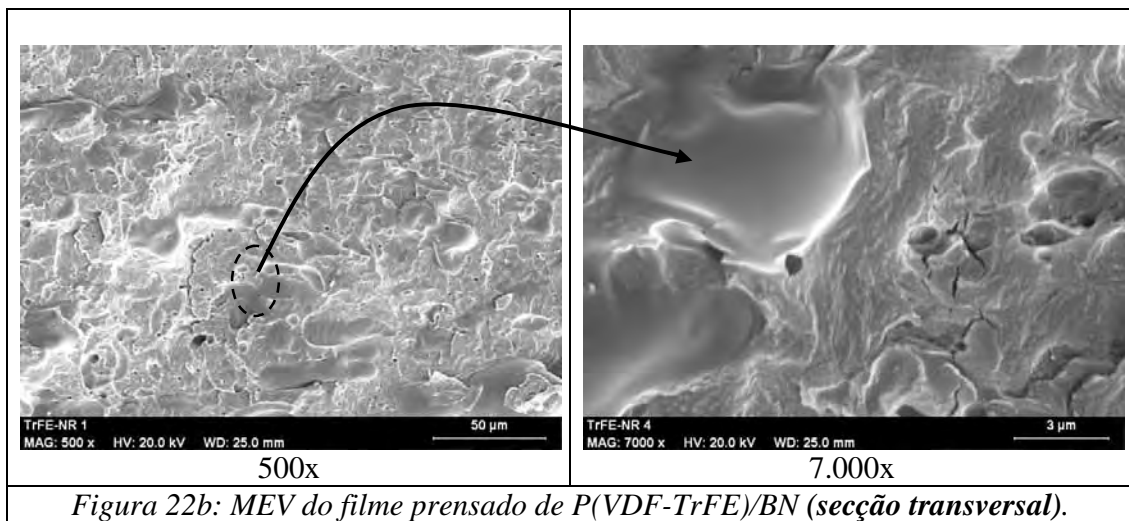 TrFE-NR 1
50 µm
MAG: 500 x HV: 20.0 kV WD: 25.0 mm
500x
TrFE-NR 4
3 µm
MAG: 7000 x HV: 20.0 kV WD: 25.0 mm
7.000x
Figura 22b: MEV do filme prensado de P(VDF-TrFE)/BN (secção transversal).